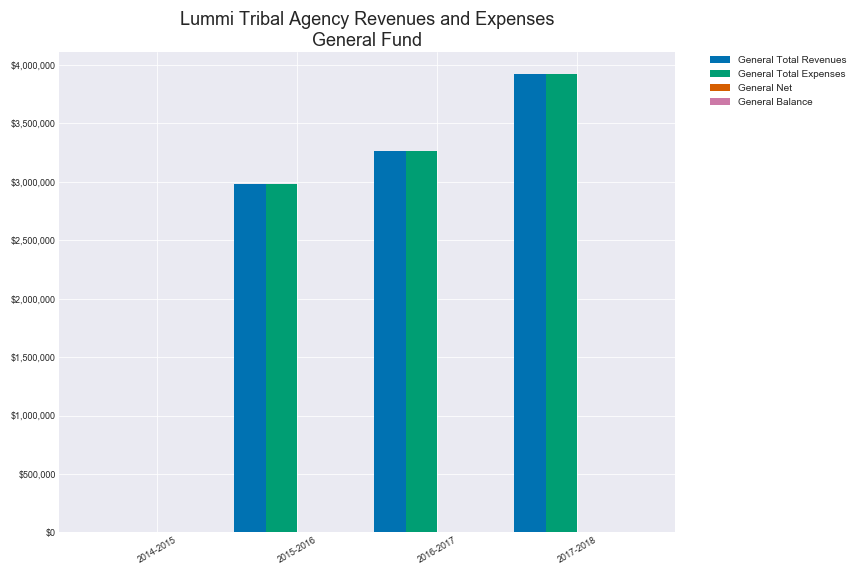 Lummi Tribal Agency Revenues and Expenses
General Fund
General Total Revenues
General Total Expenses
General Net
General Balance
$4,000,000
$3,500,000
$3,000,000
$2,500,000
$2,000,000
$1,500,000
$1,000,000
$500,000
$0
2014-2015
2015-2016
2016-2017
2017-2018